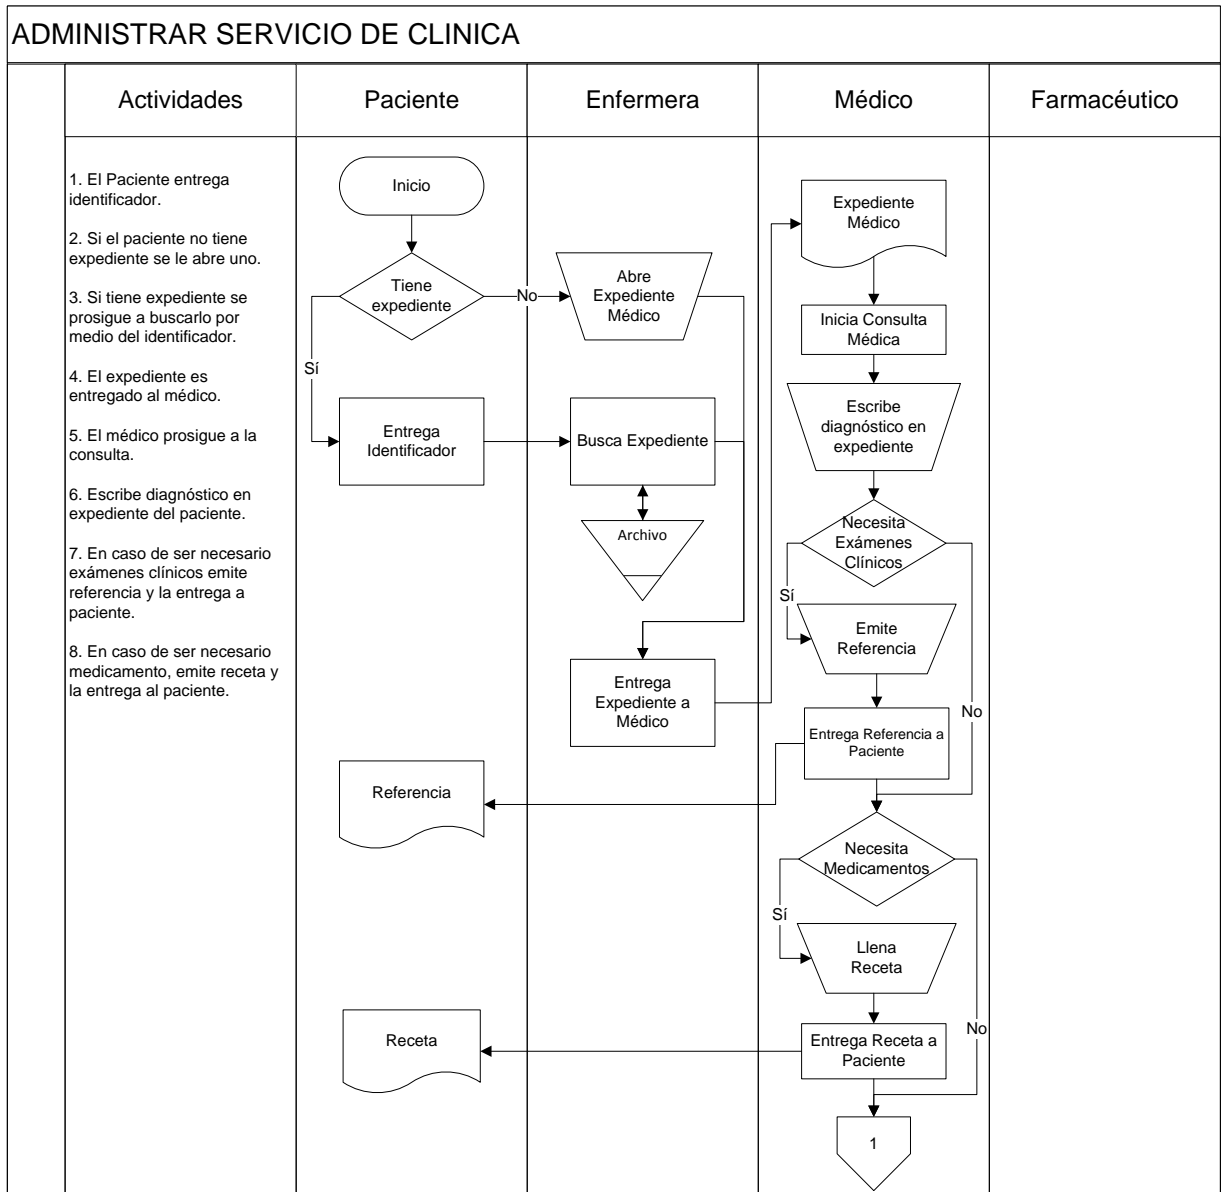 ADMINISTRAR SERVICIO DE CLINICA
Actividades
Paciente
Enfermera
Médico
Farmacéutico
1. El Paciente entrega
identificador.
2. Si el paciente no tiene
expediente se le abre uno.
3. Si tiene expediente se
prosigue a buscarlo por
medio del identificador.
4. El expediente es
entregado al médico.
5. El médico prosigue a la
consulta.
6. Escribe diagnóstico en
expediente del paciente.
7. En caso de ser necesario
exámenes clínicos emite
referencia y la entrega a
paciente.
8. En caso de ser necesario
medicamento, emite receta y
la entrega al paciente.
Inicio
Tiene
expediente
No
Sí
Entrega
Identificador
Referencia
Receta
Abre
Expediente
Médico
Busca Expediente
Archivo
Entrega
Expediente a
Médico
Expediente
Médico
Inicia Consulta
Médica
Escribe
diagnóstico en
expediente
Necesita
Exámenes
Clínicos
Sí
Emite
Referencia
No
Entrega Referencia a
Paciente
Necesita
Medicamentos
Sí
Llena
Receta
No
Entrega Receta a
Paciente
1